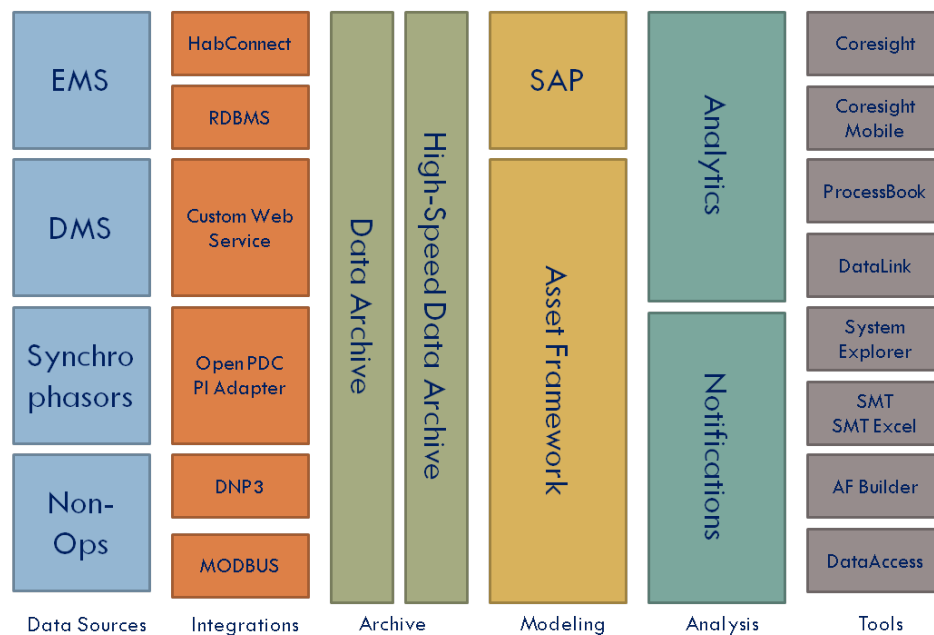 EMS
DMS
Synchro
phasors
Non-
Ops
Data Sources
HabConnect
RDBMS
Custom Web
Service
Open PDC
PI Adapter
DNP3
MODBUS
Integrations
Data Archive
High-Speed Data Archive
Archive
SAP
Asset Framework
Modeling
Analytics
Notifications
Analysis
Coresight
Coresight
Mobile
ProcessBook
DataLink
System
Explorer
SMT
SMT Excel
AF Builder
DataAccess
Tools